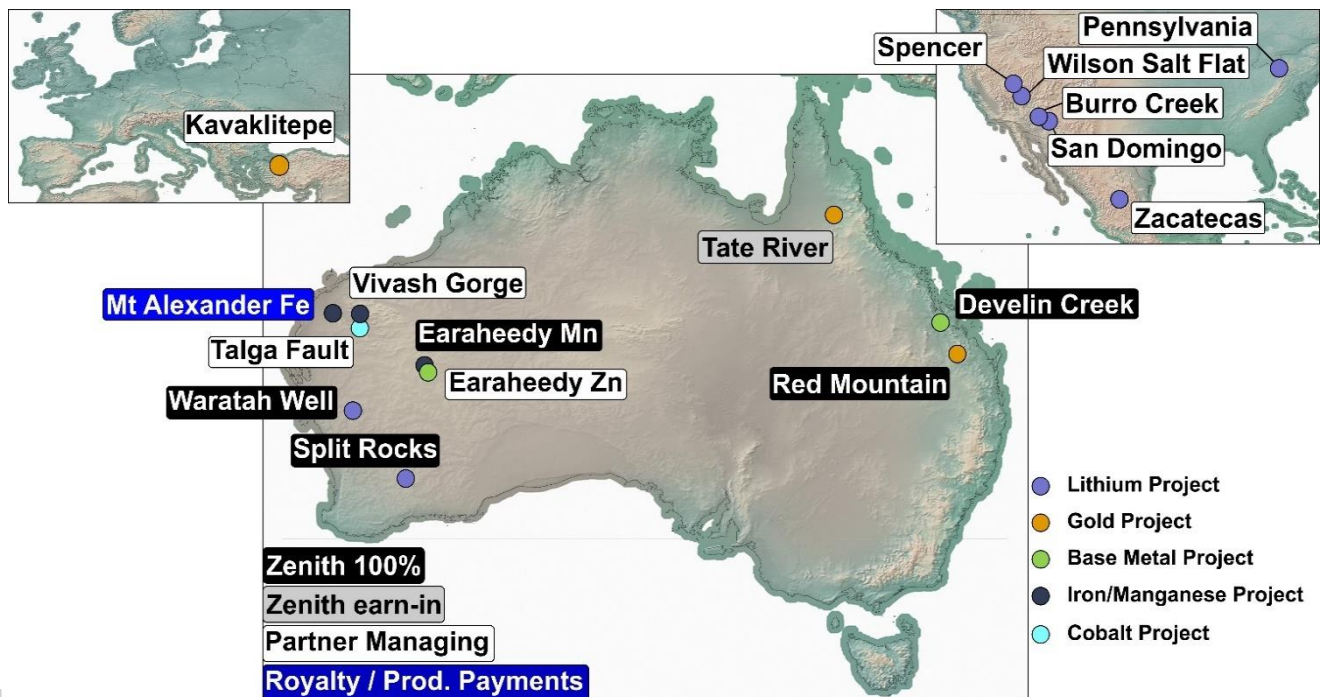 Kavaklitepe
Spencer
Pennsylvania
Wilson Salt Flat
Burro Creek
San Domingo
Zacatecas
Tate River
Mt Alexander Fe
Vivash Gorge
Talga Fault
Earaheedy Mn
Earaheedy Zn
Waratah Well
Split Rocks
Develin Creek
Red Mountain
Zenith 100%
Zenith earn-in
Partner Managing
Royalty / Prod. Payments
Lithium Project
Gold Project
Base Metal Project
Iron/Manganese Project
Cobalt Project